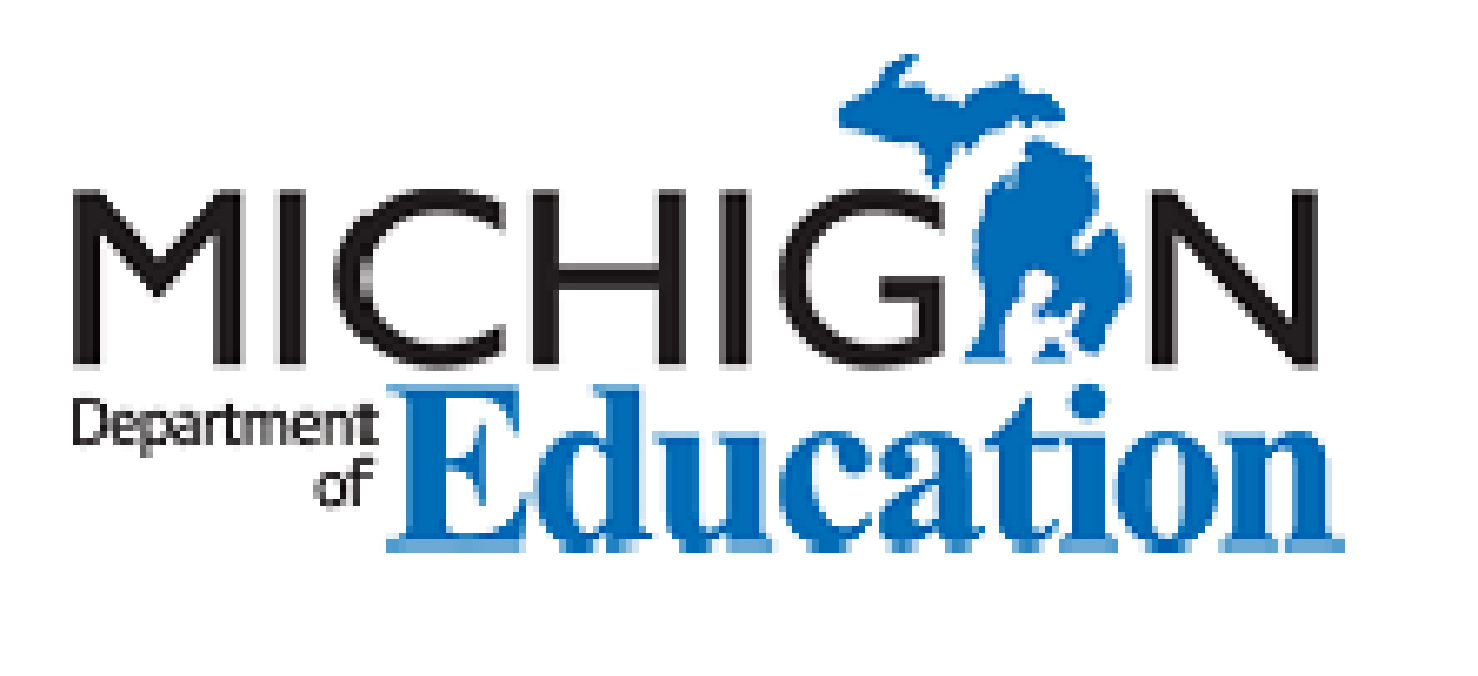 MICHIGAN
Department
of Education